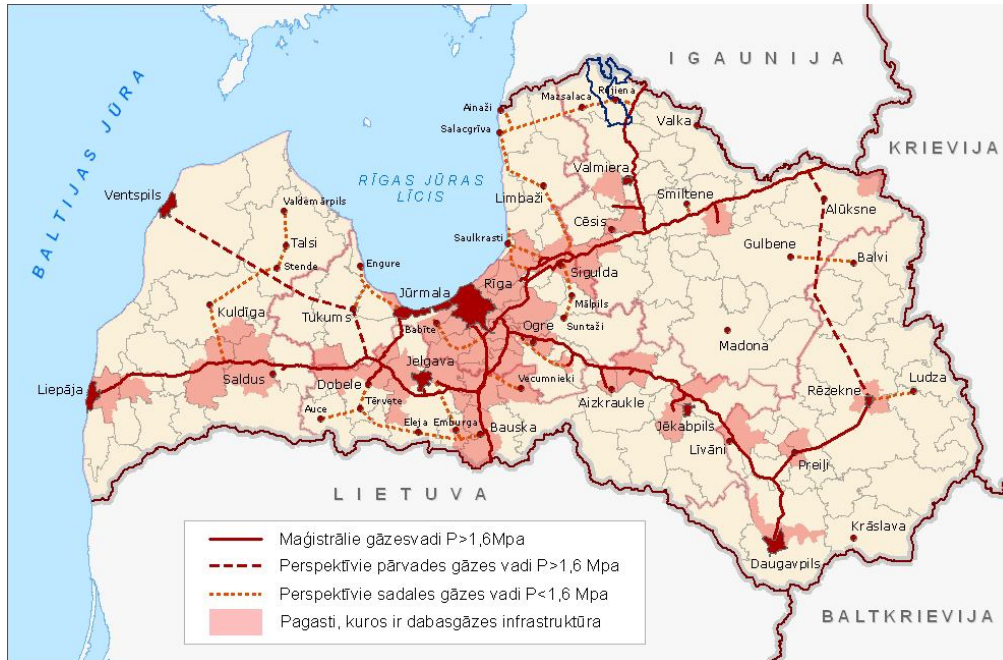 IGAUNIJA
BALTIJAS JŪRA
Ainaži
Mazsalaca
Rūjiena
Salacgrīva
Valka
KRIEVIJA
RĪGAS JŪRAS
LĪCIS
Valmiera
Ventspils
Valdemārpils
Limbaži
Smiltene
Alūksne
Cēsis
Talsi
Saulkrasti
Gulbene
Balvi
Stende
Engure
Sigulda
Jūrmala
Rīga
Kuldīga
Tukums
Mālpils
Babīte
Ogre
Suntaži
Madona
Jelgava
Liepāja
Saldus
Dobele
Vecumnieki
Aizkraukle
Rēzekne
Ludza
Auce
Tērvete
Eleja
Emburga
Bauska
Jēkabpils
Līvāni
Preiļi
LIETUVA
Krāslava
Daugavpils
BALTKRIEVIJA
Maģistrālie gāzesvadi P>1,6Mpa
Perspektīvie pārvades gāzes vadi P>1,6 Mpa
Perspektīvie sadales gāzes vadi P<1,6 Mpa
Pagasti, kuros ir dabasgāzes infrastruktūra